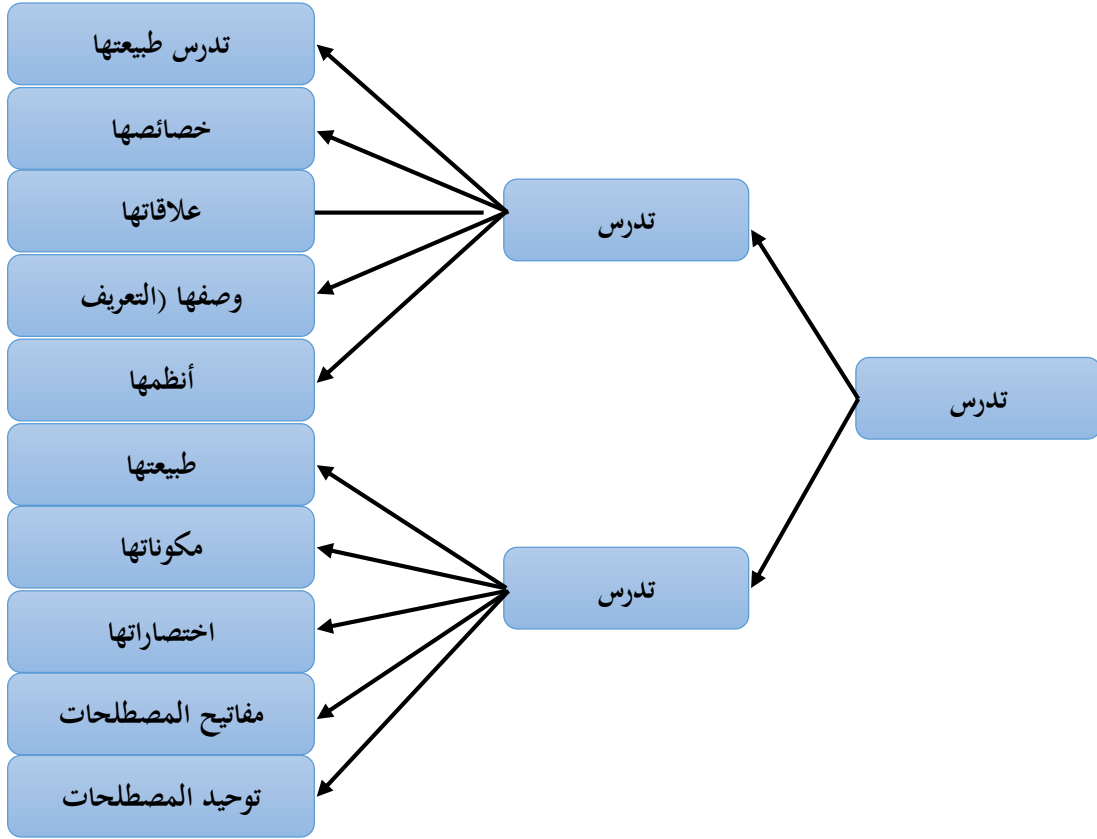 تدرس
تدرس
تدرس طبيعتها
خصائصها
علاقاتها
وصفها (التعريف
أنظمها
تدرس
طبيعتها
مكوناتها
اختصاراتها
مفاتيح المصطلحات
توحيد المصطلحات